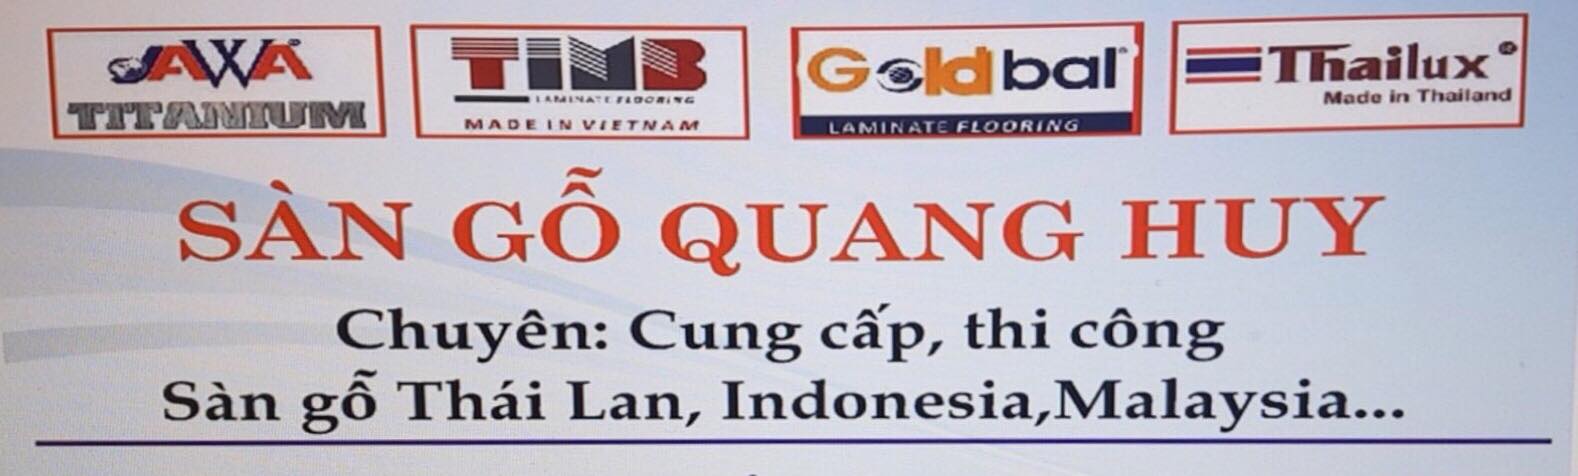 JAWA
TITANIUM
TIMB
LAMINATE FLOORING
MADE IN VIETNAM
Goldbal
LAMINATE FLOORING
Thailux®
Made in Thailand
SÀN GỖ QUANG HUY
Chuyên: Cung cấp, thi công
Sàn gỗ Thái Lan, Indonesia,Malaysia...